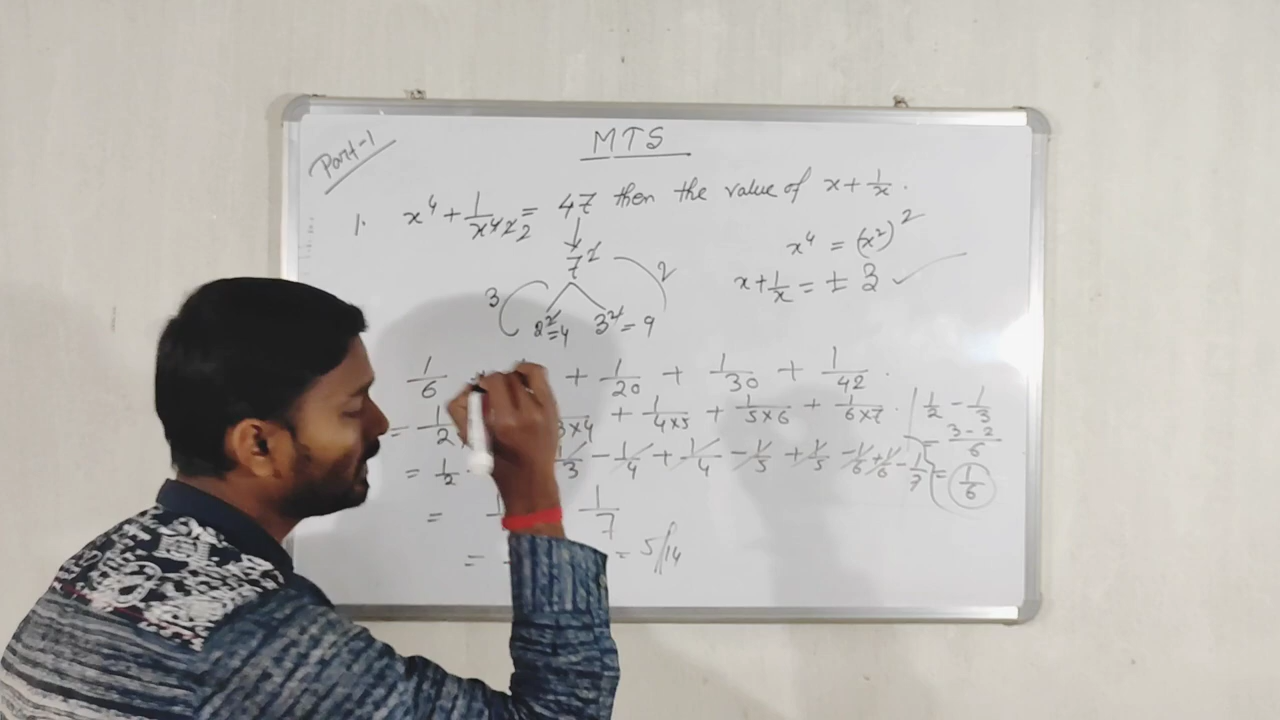 Part-1
MTS
1. x⁴ + 1/x⁴ᵡ²₂ = 47 then the value of x + 1/x.
↓
7²
x⁴ = (x²)²
x + 1/x = ± 3 ✓
3
2
2² = 4 3² = 9
1/6 + + 1/20 + 1/30 + 1/42 .
= 1/2× 3×4 + 1/4×5 + 1/5×6 + 1/6×7 .
1/2 - 1/3
= 3-2/6
= 1/6
= 1/2 - 1/3 - 1/4 + 1/4 - 1/5 + 1/5 - 1/6 + 1/6 - 1/7
= 1 1/7
= = 5/14